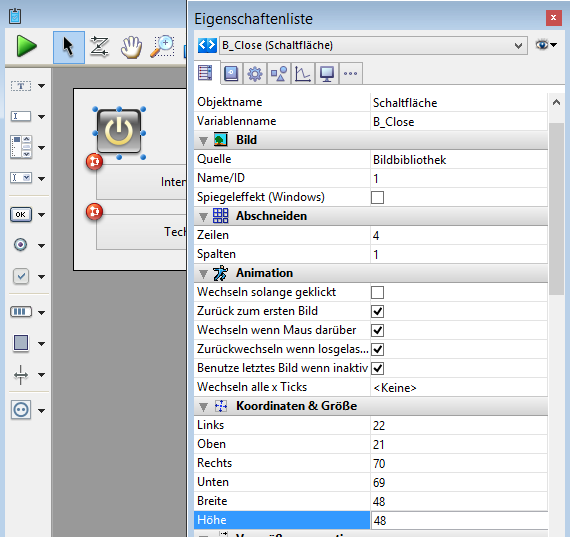 Eigenschaftenliste
B_Close (Schaltfläche)
T
OK
Inter
Tech
Objektname Schaltfläche
Variablenname B_Close
Bild
Quelle Bildbibliothek
Name/ID 1
Spiegeleffekt (Windows)
Abschneiden
Zeilen 4
Spalten 1
Animation
Wechseln solange geklickt
Zurück zum ersten Bild
Wechseln wenn Maus darüber
Zurückwechseln wenn losgelas...
Benutze letztes Bild wenn inaktiv
Wechseln alle x Ticks <Keine>
Koordinaten & Größe
Links 22
Oben 21
Rechts 70
Unten 69
Breite 48
Höhe 48